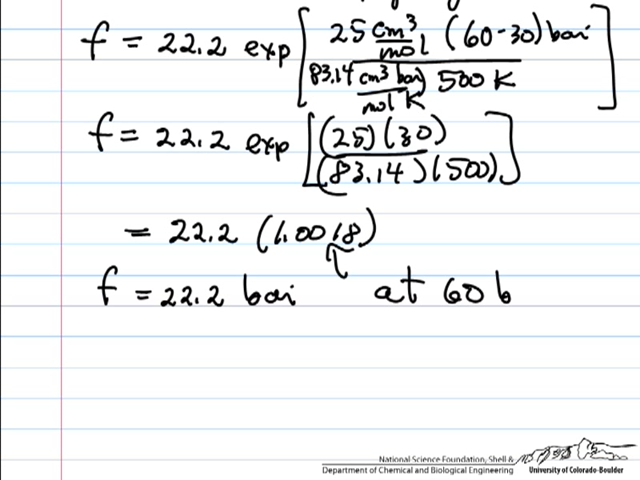 f = 22.2 exp [ 25 cm³/mol (60-30) bar / 83.14 cm³ bar/mol K) 500 K ]
f = 22.2 exp [ (25)(30) / (83.14)(500) ]
= 22.2 (1.0018)
f = 22.2 bar at 60 b
National Science Foundation, Shell &
Department of Chemical and Biological Engineering
University of Colorado-Boulder